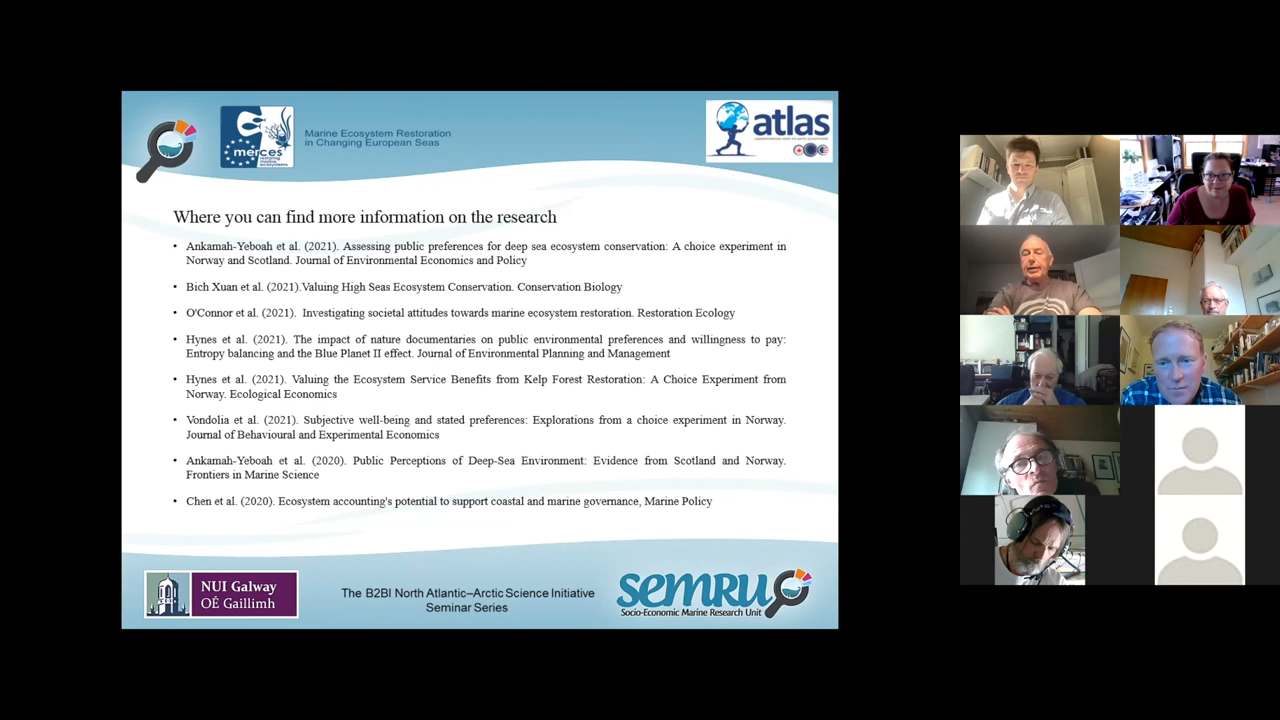 merces
Marine Ecosystem Restoration
in Changing European Seas
atlas
Where you can find more information on the research
• Ankamah-Yeboah et al. (2021). Assessing public preferences for deep sea ecosystem conservation: A choice experiment in
Norway and Scotland. Journal of Environmental Economics and Policy
• Bich Xuan et al. (2021).Valuing High Seas Ecosystem Conservation. Conservation Biology
• O'Connor et al. (2021). Investigating societal attitudes towards marine ecosystem restoration. Restoration Ecology
• Hynes et al. (2021). The impact of nature documentaries on public environmental preferences and willingness to pay:
Entropy balancing and the Blue Planet II effect. Journal of Environmental Planning and Management
• Hynes et al. (2021). Valuing the Ecosystem Service Benefits from Kelp Forest Restoration: A Choice Experiment from
Norway. Ecological Economics
• Vondolia et al. (2021). Subjective well-being and stated preferences: Explorations from a choice experiment in Norway.
Journal of Behavioural and Experimental Economics
• Ankamah-Yeboah et al. (2020). Public Perceptions of Deep-Sea Environment: Evidence from Scotland and Norway.
Frontiers in Marine Science
• Chen et al. (2020). Ecosystem accounting's potential to support coastal and marine governance, Marine Policy
NUI Galway
OÉ Gaillimh
The B2BI North Atlantic–Arctic Science Initiative
Seminar Series
SEMRU
Socio-Economic Marine Research Unit